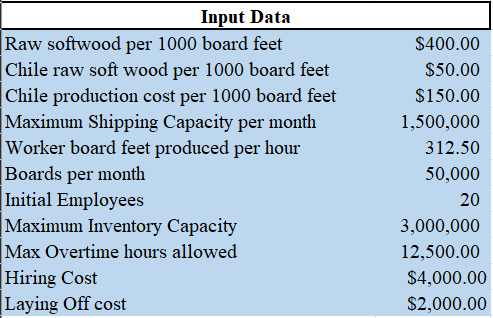 Input Data
Raw softwood per 1000 board feet $400.00
Chile raw soft wood per 1000 board feet $50.00
Chile production cost per 1000 board feet $150.00
Maximum Shipping Capacity per month 1,500,000
Worker board feet produced per hour 312.50
Boards per month 50,000
Initial Employees 20
Maximum Inventory Capacity 3,000,000
Max Overtime hours allowed 12,500.00
Hiring Cost $4,000.00
Laying Off cost $2,000.00